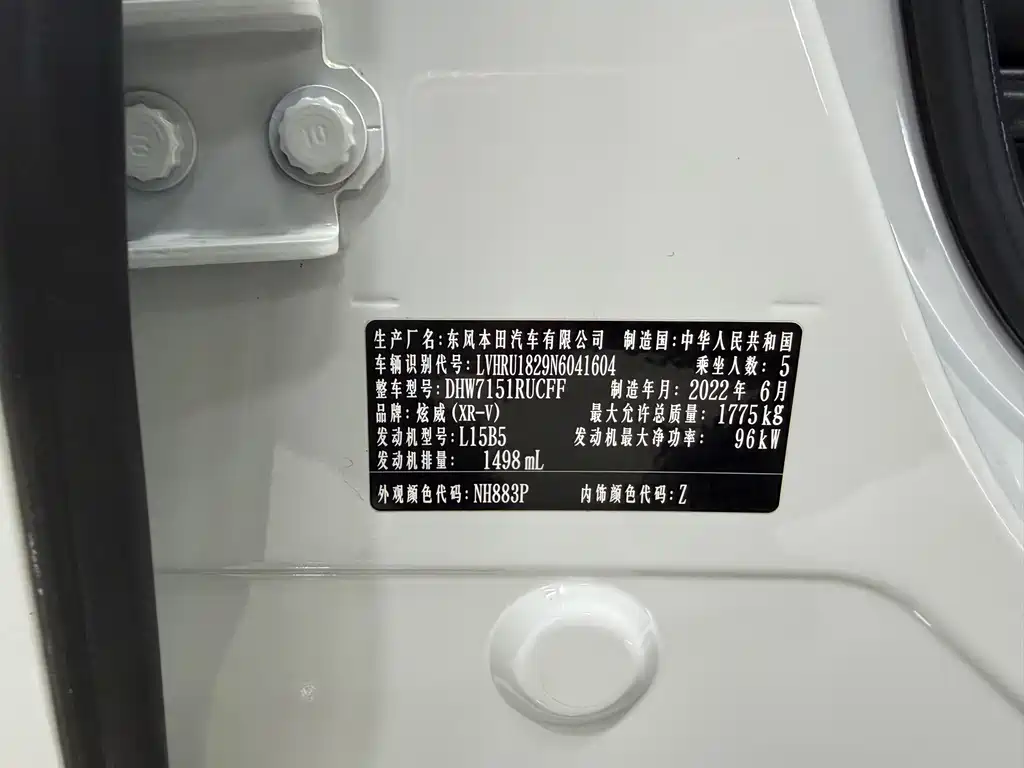 生产厂名:东风本田汽车有限公司 制造国:中华人民共和国
车辆识别代号:LVHRU1829N6041604 乘坐人数: 5
整车型号:DHW7151RUCFF 制造年月:2022年 6月
品牌:炫威(XR-V) 最大允许总质量: 1775kg
发动机型号:L15B5 发动机最大净功率: 96kW
发动机排量: 1498mL
外观颜色代码:NH883P 内饰颜色代码:Z